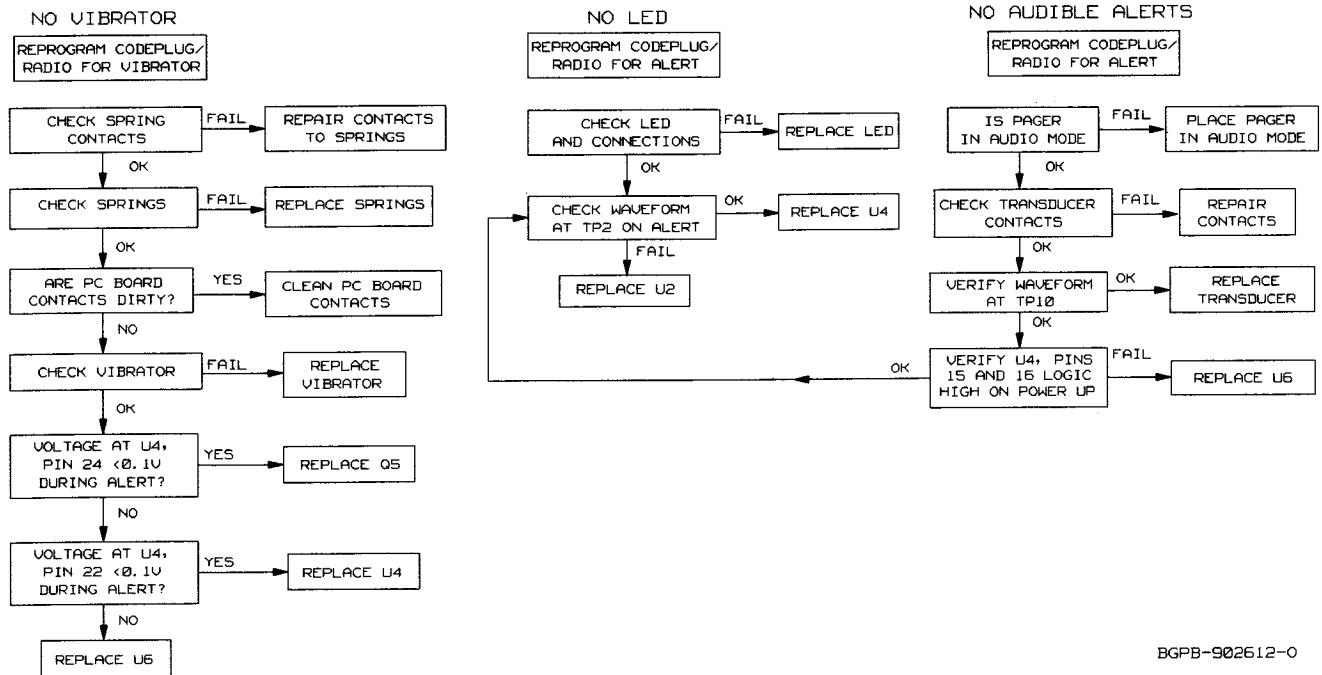 NO VIBRATOR
REPROGRAM CODEPLUG/
RADIO FOR VIBRATOR
CHECK SPRING
CONTACTS
FAIL
REPAIR CONTACTS
TO SPRINGS
OK
CHECK SPRINGS
FAIL
REPLACE SPRINGS
OK
ARE PC BOARD
CONTACTS DIRTY?
YES
CLEAN PC BOARD
CONTACTS
NO
CHECK VIBRATOR
FAIL
REPLACE
VIBRATOR
OK
VOLTAGE AT U4,
PIN 24 <0.1V
DURING ALERT?
YES
REPLACE Q5
NO
VOLTAGE AT U4,
PIN 22 <0.1V
DURING ALERT?
YES
REPLACE U4
NO
REPLACE U6
NO LED
REPROGRAM CODEPLUG/
RADIO FOR ALERT
CHECK LED
AND CONNECTIONS
FAIL
REPLACE LED
OK
CHECK WAVEFORM
AT TP2 ON ALERT
OK
REPLACE U4
FAIL
REPLACE U2
NO AUDIBLE ALERTS
REPROGRAM CODEPLUG/
RADIO FOR ALERT
IS PAGER
IN AUDIO MODE
FAIL
PLACE PAGER
IN AUDIO MODE
OK
CHECK TRANSDUCER
CONTACTS
FAIL
REPAIR
CONTACTS
OK
VERIFY WAVEFORM
AT TP10
OK
REPLACE
TRANSDUCER
OK
VERIFY U4, PINS
15 AND 16 LOGIC
HIGH ON POWER UP
FAIL
REPLACE U6
OK
BGPB-902612-O